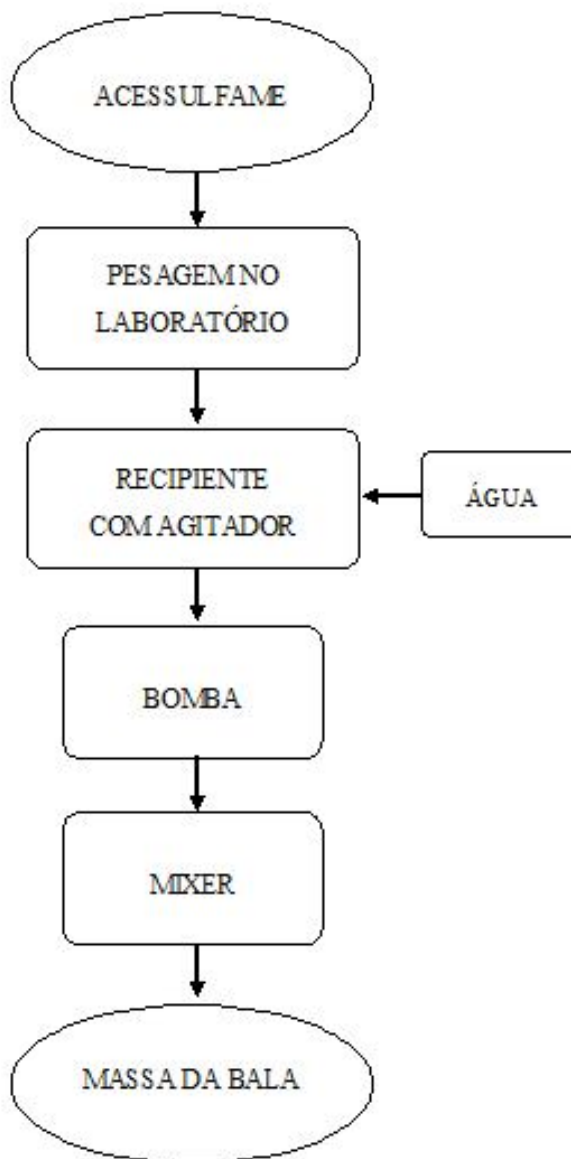 ACESSULFAME
PESAGEM NO
LABORATÓRIO
RECIPIENTE
COM AGITADOR
ÁGUA
BOMBA
MIXER
MASSA DA BALA